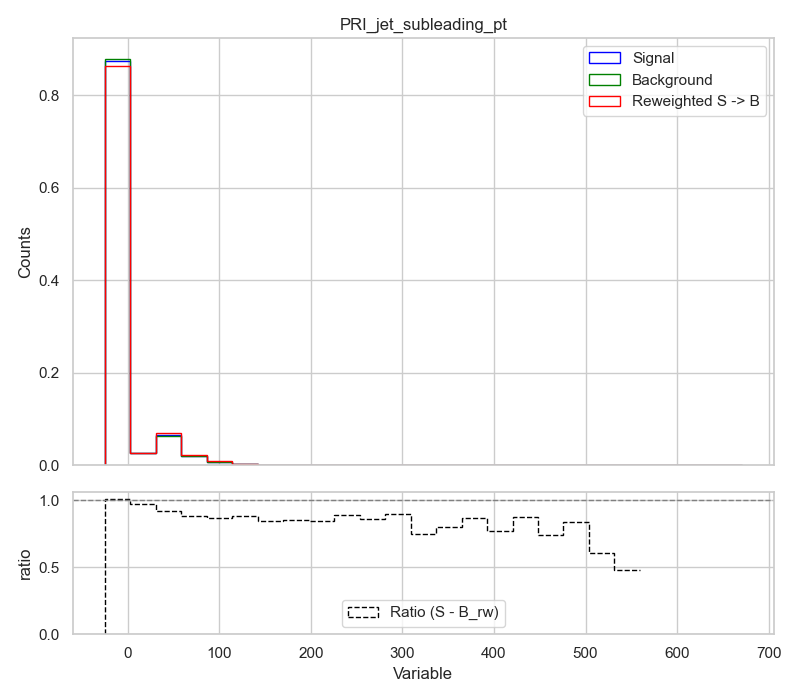 PRI_jet_subleading_pt
Signal
Background
Reweighted S -> B
0.8
0.6
0.4
0.2
0.0
Counts
1.0
0.5
0.0
ratio
Ratio (S - B_rw)
0 100 200 300 400 500 600 700
Variable